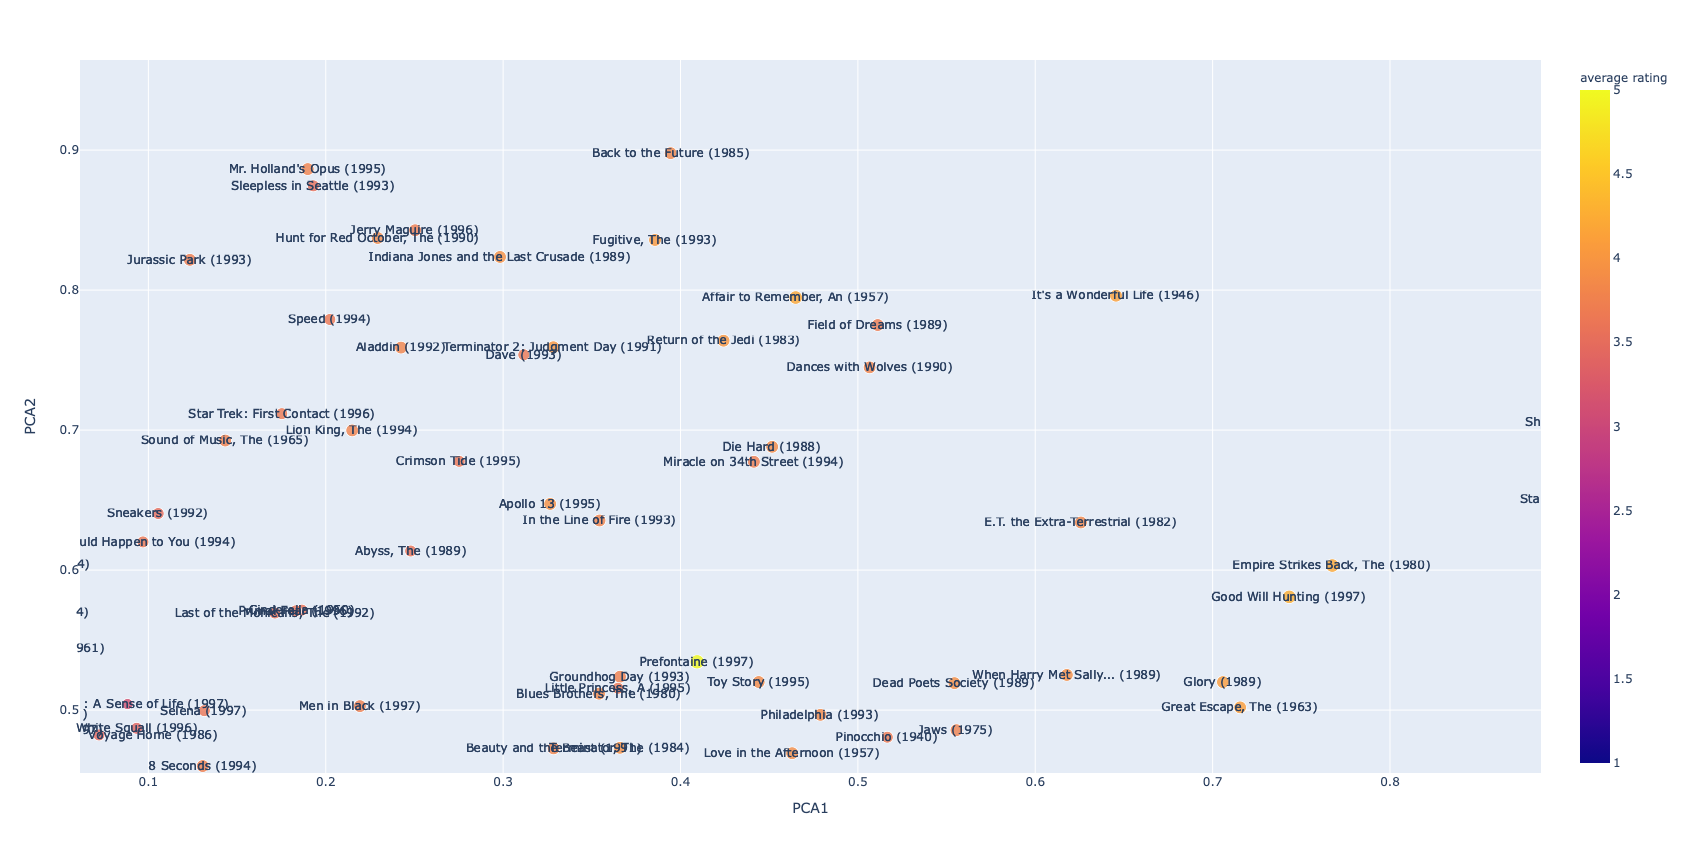 average rating
5
0.9
Back to the Future (1985)
Mr. Holland's Opus (1995)
4.5
Sleepless in Seattle (1993)
Jerry Maguire (1996)
Hunt for Red October, The (1990)
Fugitive, The (1993)
Indiana Jones and the Last Crusade (1989)
Jurassic Park (1993)
4
0.8
Affair to Remember, An (1957)
It's a Wonderful Life (1946)
Speed (1994)
Field of Dreams (1989)
Return of the Jedi (1983)
3.5
Aladdin (1992)
Terminator 2: Judgment Day (1991)
Dave (1993)
Dances with Wolves (1990)
PCA2
Star Trek: First Contact (1996)
Sh
3
0.7
Lion King, The (1994)
Sound of Music, The (1965)
Die Hard (1988)
Crimson Tide (1995)
Miracle on 34th Street (1994)
Sta
Apollo 13 (1995)
2.5
Sneakers (1992)
In the Line of Fire (1993)
E.T. the Extra-Terrestrial (1982)
uld Happen to You (1994)
Abyss, The (1989)
4)
0.6
Empire Strikes Back, The (1980)
2
Good Will Hunting (1997)
4)
Last of the Mohicans, The (1992)
961)
Prefontaine (1997)
Groundhog Day (1993)
When Harry Met Sally... (1989)
1.5
Toy Story (1995)
Dead Poets Society (1989)
Glory (1989)
Little Princess, A (1995)
Blues Brothers, The (1980)
: A Sense of Life (1997)
Men in Black (1997)
Great Escape, The (1963)
0.5
)
Selena (1997)
Philadelphia (1993)
White Squall (1996)
Voyage Home (1986)
Jaws (1975)
Pinocchio (1940)
Beauty and the Beast (1991)
Terminator, The (1984)
Love in the Afternoon (1957)
1
8 Seconds (1994)
0.1
0.2
0.3
0.4
0.5
0.6
0.7
0.8
PCA1